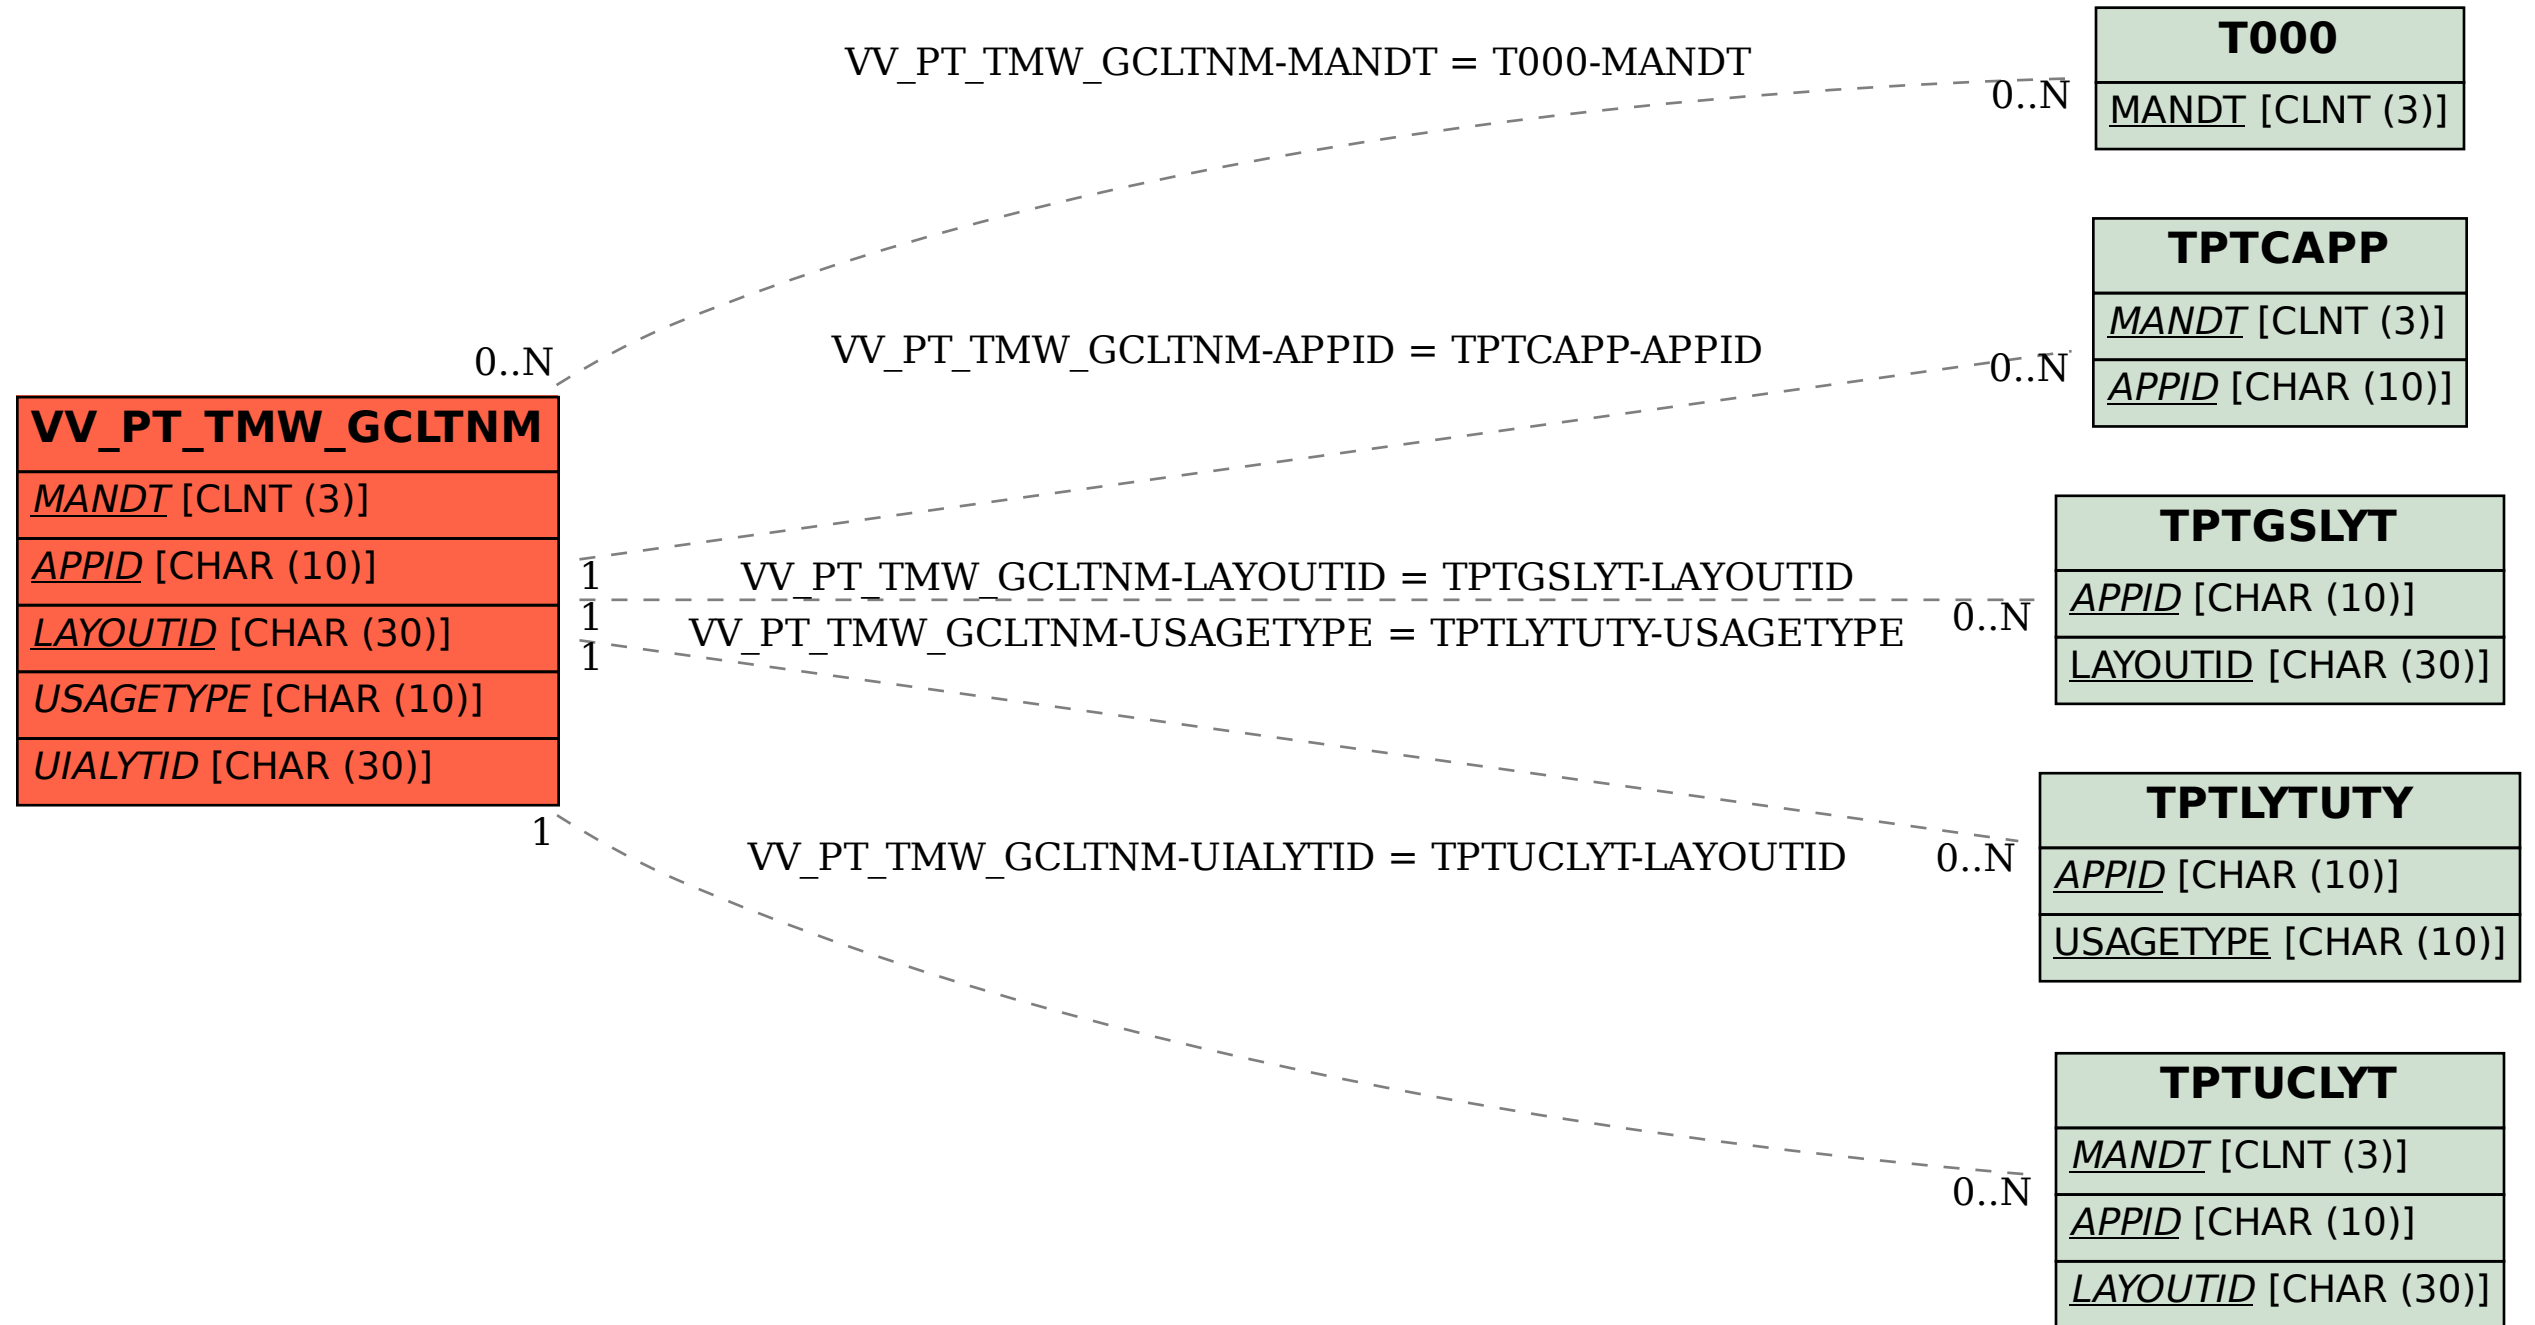 T000
MANDT [CLNT (3)]
VV_PT_TMW_GCLTNM-MANDT = T000-MANDT
0..N
0..N
TPTCAPP
MANDT [CLNT (3)]
APPID [CHAR (10)]
VV_PT_TMW_GCLTNM-APPID = TPTCAPP-APPID
0..N
1
VV_PT_TMW_GCLTNM
MANDT [CLNT (3)]
APPID [CHAR (10)]
LAYOUTID [CHAR (30)]
USAGETYPE [CHAR (10)]
UIALYTID [CHAR (30)]
TPTGSLYT
APPID [CHAR (10)]
LAYOUTID [CHAR (30)]
VV_PT_TMW_GCLTNM-LAYOUTID = TPTGSLYT-LAYOUTID
0..N
1
VV_PT_TMW_GCLTNM-USAGETYPE = TPTLYTUTY-USAGETYPE
0..N
1
TPTLYTUTY
APPID [CHAR (10)]
USAGETYPE [CHAR (10)]
VV_PT_TMW_GCLTNM-UIALYTID = TPTUCLYT-LAYOUTID
0..N
1
TPTUCLYT
MANDT [CLNT (3)]
APPID [CHAR (10)]
LAYOUTID [CHAR (30)]